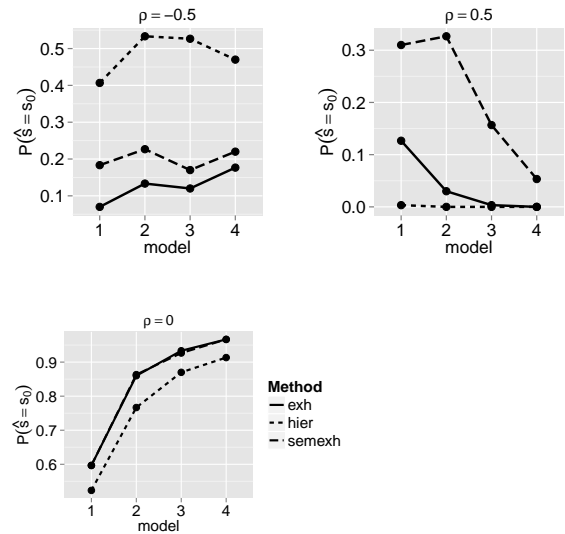 ρ = −0.5
P(ŝ = s₀)
0.5
0.4
0.3
0.2
0.1
1 2 3 4
model
ρ = 0.5
P(ŝ = s₀)
0.3
0.2
0.1
0.0
1 2 3 4
model
ρ = 0
P(ŝ = s₀)
0.9
0.8
0.7
0.6
1 2 3 4
model
Method
exh
hier
semexh